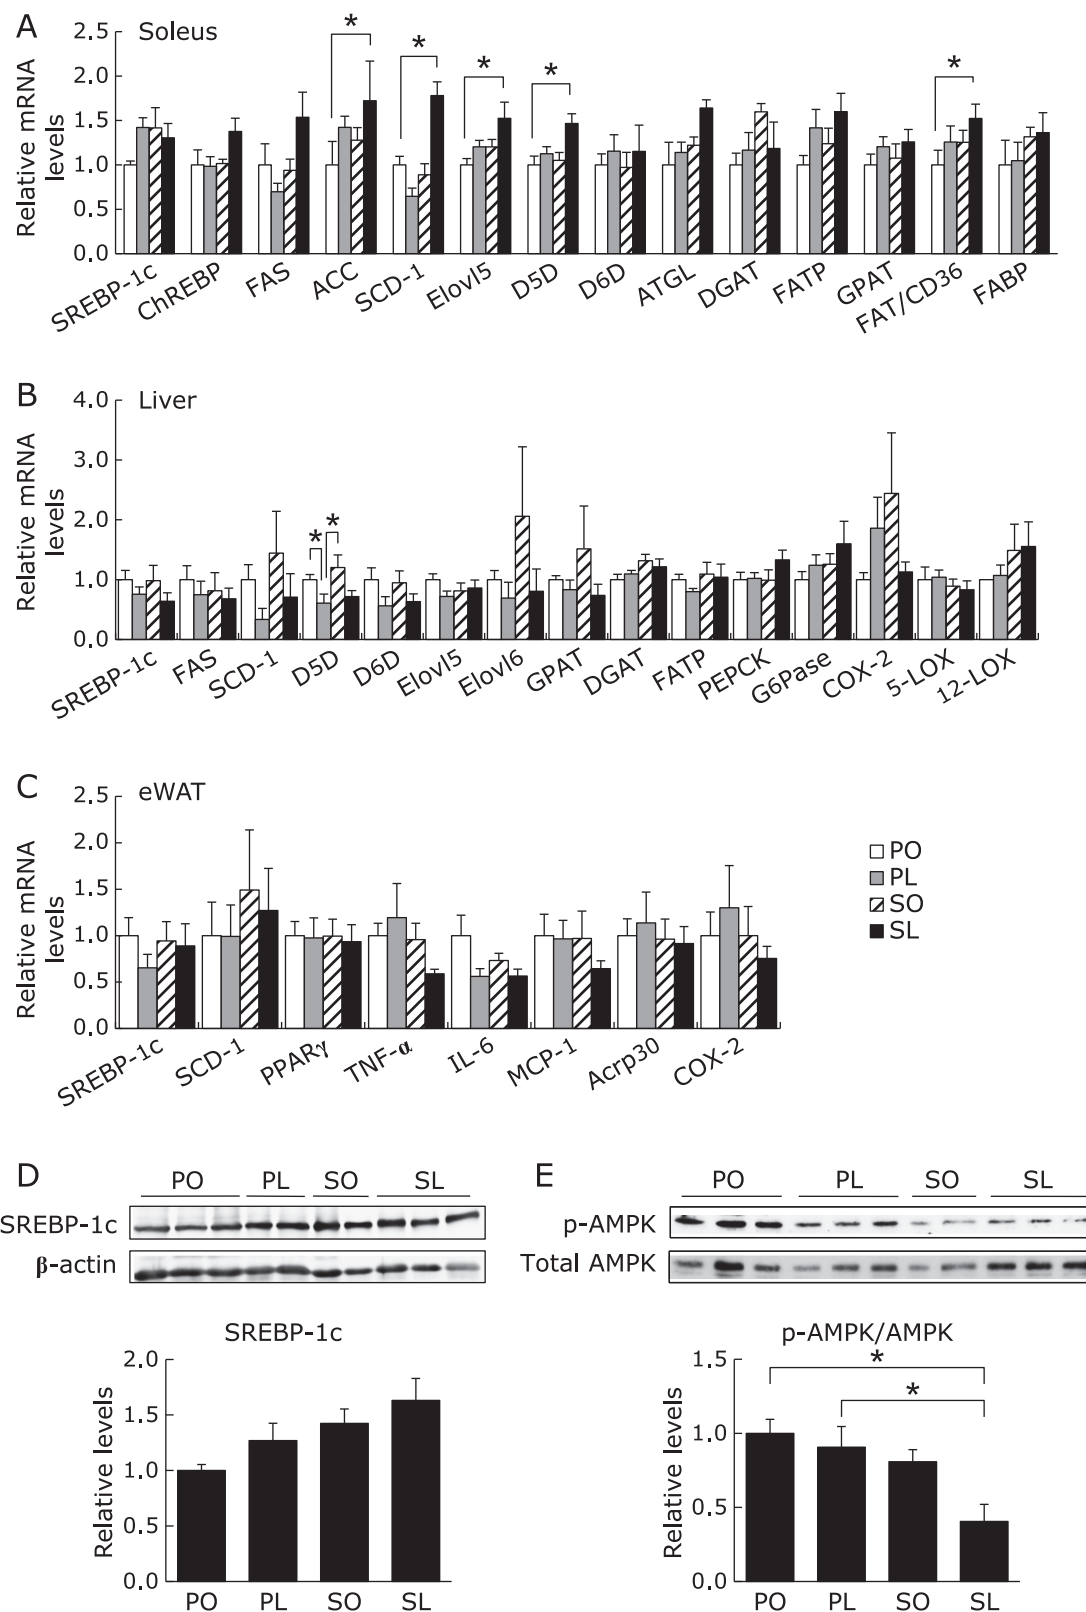 A
Soleus
Relative mRNA levels
2.5
2.0
1.5
1.0
0.5
0.0
* * * * *
SREBP-1c ChREBP FAS ACC SCD-1 Elovl5 D5D D6D ATGL DGAT FATP GPAT FAT/CD36 FABP
B
Liver
Relative mRNA levels
4.0
3.0
2.0
1.0
0.0
* *
SREBP-1c FAS SCD-1 D5D D6D Elovl5 Elovl6 GPAT DGAT FATP PEPCK G6Pase COX-2 5-LOX 12-LOX
C
eWAT
Relative mRNA levels
2.5
2.0
1.5
1.0
0.5
0.0
SREBP-1c SCD-1 PPARγ TNF-α IL-6 MCP-1 Acrp30 COX-2
PO
PL
SO
SL
D
PO PL SO SL
SREBP-1c
β-actin
SREBP-1c
Relative levels
2.0
1.5
1.0
0.5
0.0
PO PL SO SL
E
PO PL SO SL
p-AMPK
Total AMPK
p-AMPK/AMPK
Relative levels
1.5
1.0
0.5
0.0
* *
PO PL SO SL